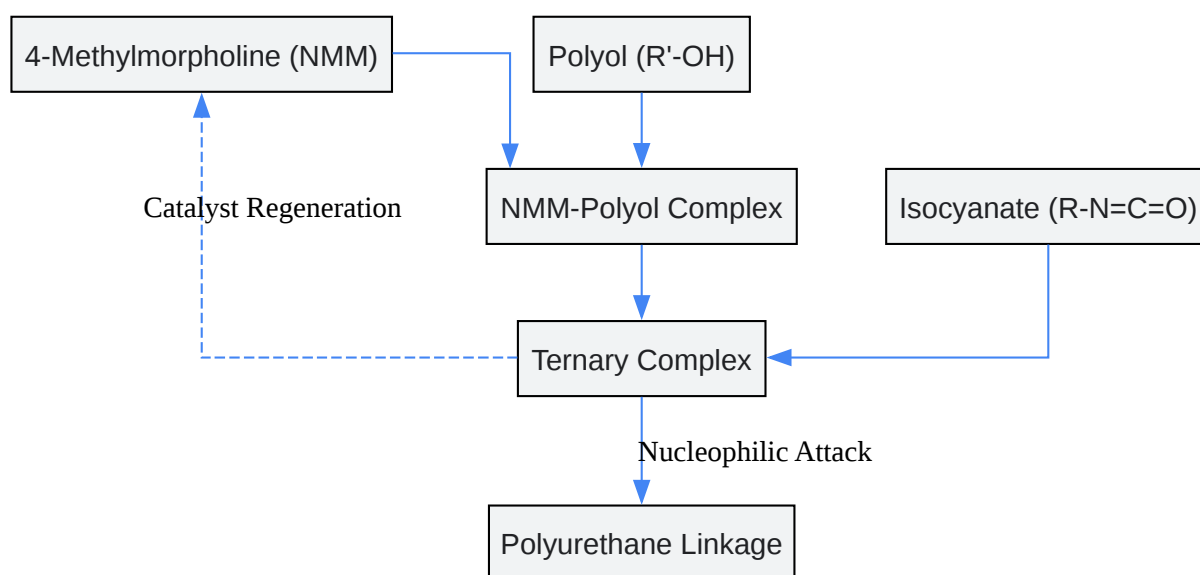 4-Methylmorpholine (NMM)
Polyol (R'-OH)
Catalyst Regeneration
NMM-Polyol Complex
Isocyanate (R-N=C=O)
Ternary Complex
Nucleophilic Attack
Polyurethane Linkage